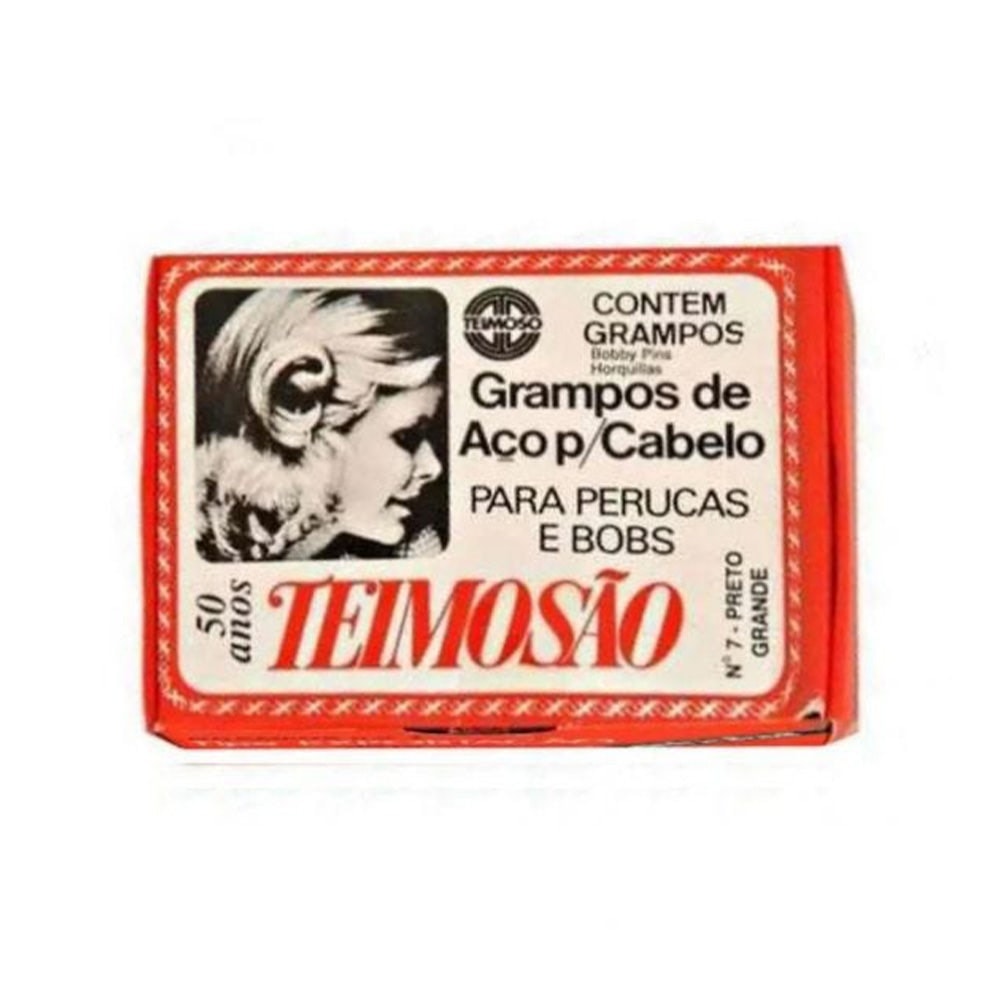 TEIMOSO
CONTEM
GRAMPOS
Bobby Pins
Horquillas
Grampos de
Aço p/Cabelo
PARA PERUCAS
E BOBS
50
anos
TEIMOSÃO
Nº 7 - PRETO
GRANDE